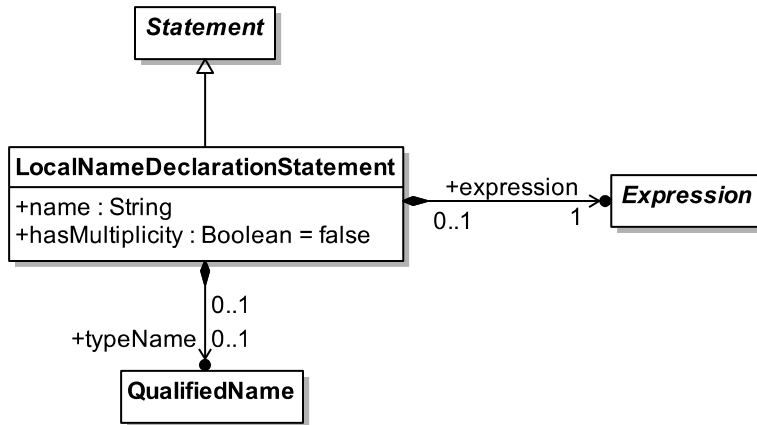 Statement
LocalNameDeclarationStatement
+name : String
+hasMultiplicity : Boolean = false
+expression
0..1
1
Expression
0..1
+typeName
0..1
QualifiedName